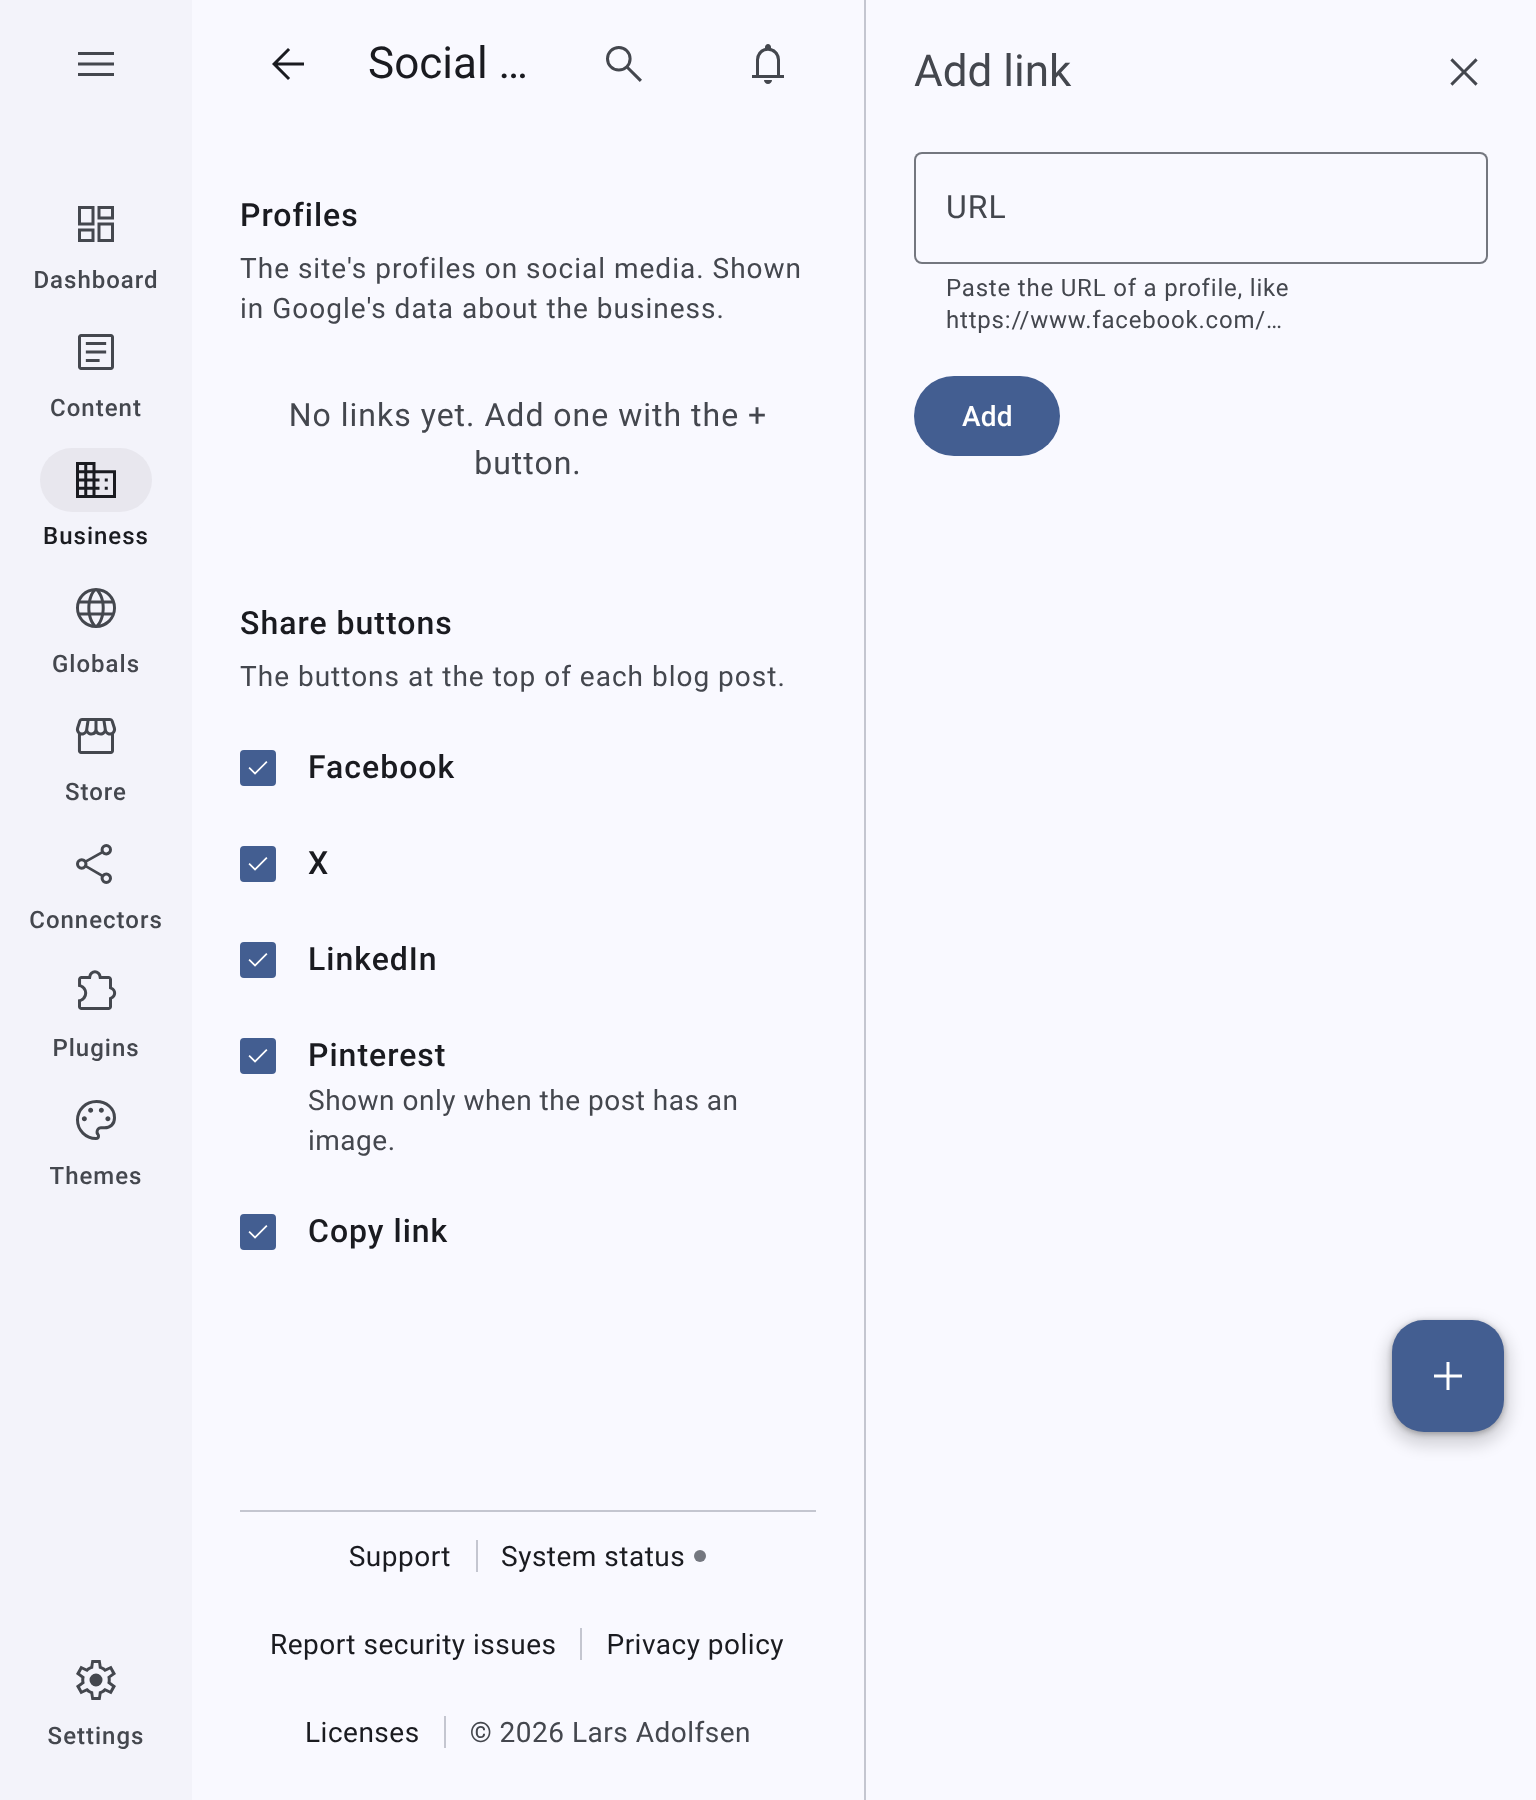 Social ...
Add link
URL
Paste the URL of a profile, like
https://www.facebook.com/...
Add
Dashboard
Content
Business
Globals
Store
Connectors
Plugins
Themes
Settings
Profiles
The site's profiles on social media. Shown
in Google's data about the business.
No links yet. Add one with the +
button.
Share buttons
The buttons at the top of each blog post.
Facebook
X
LinkedIn
Pinterest
Shown only when the post has an
image.
Copy link
Support
System status
Report security issues
Privacy policy
Licenses
© 2026 Lars Adolfsen